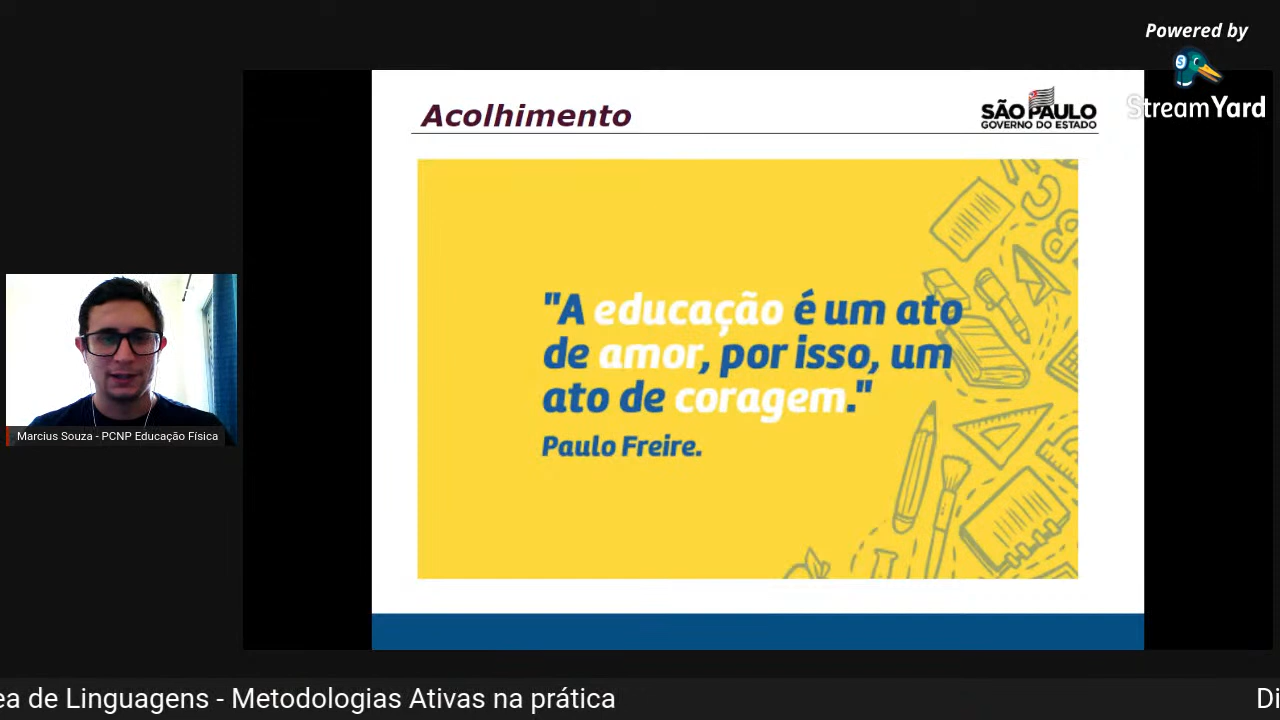 Powered by
StreamYard
Acolhimento
SÃO PAULO
GOVERNO DO ESTADO
"A educação é um ato
de amor, por isso, um
ato de coragem."
Paulo Freire.
Marcius Souza - PCNP Educação Física
de Linguagens - Metodologias Ativas na prática